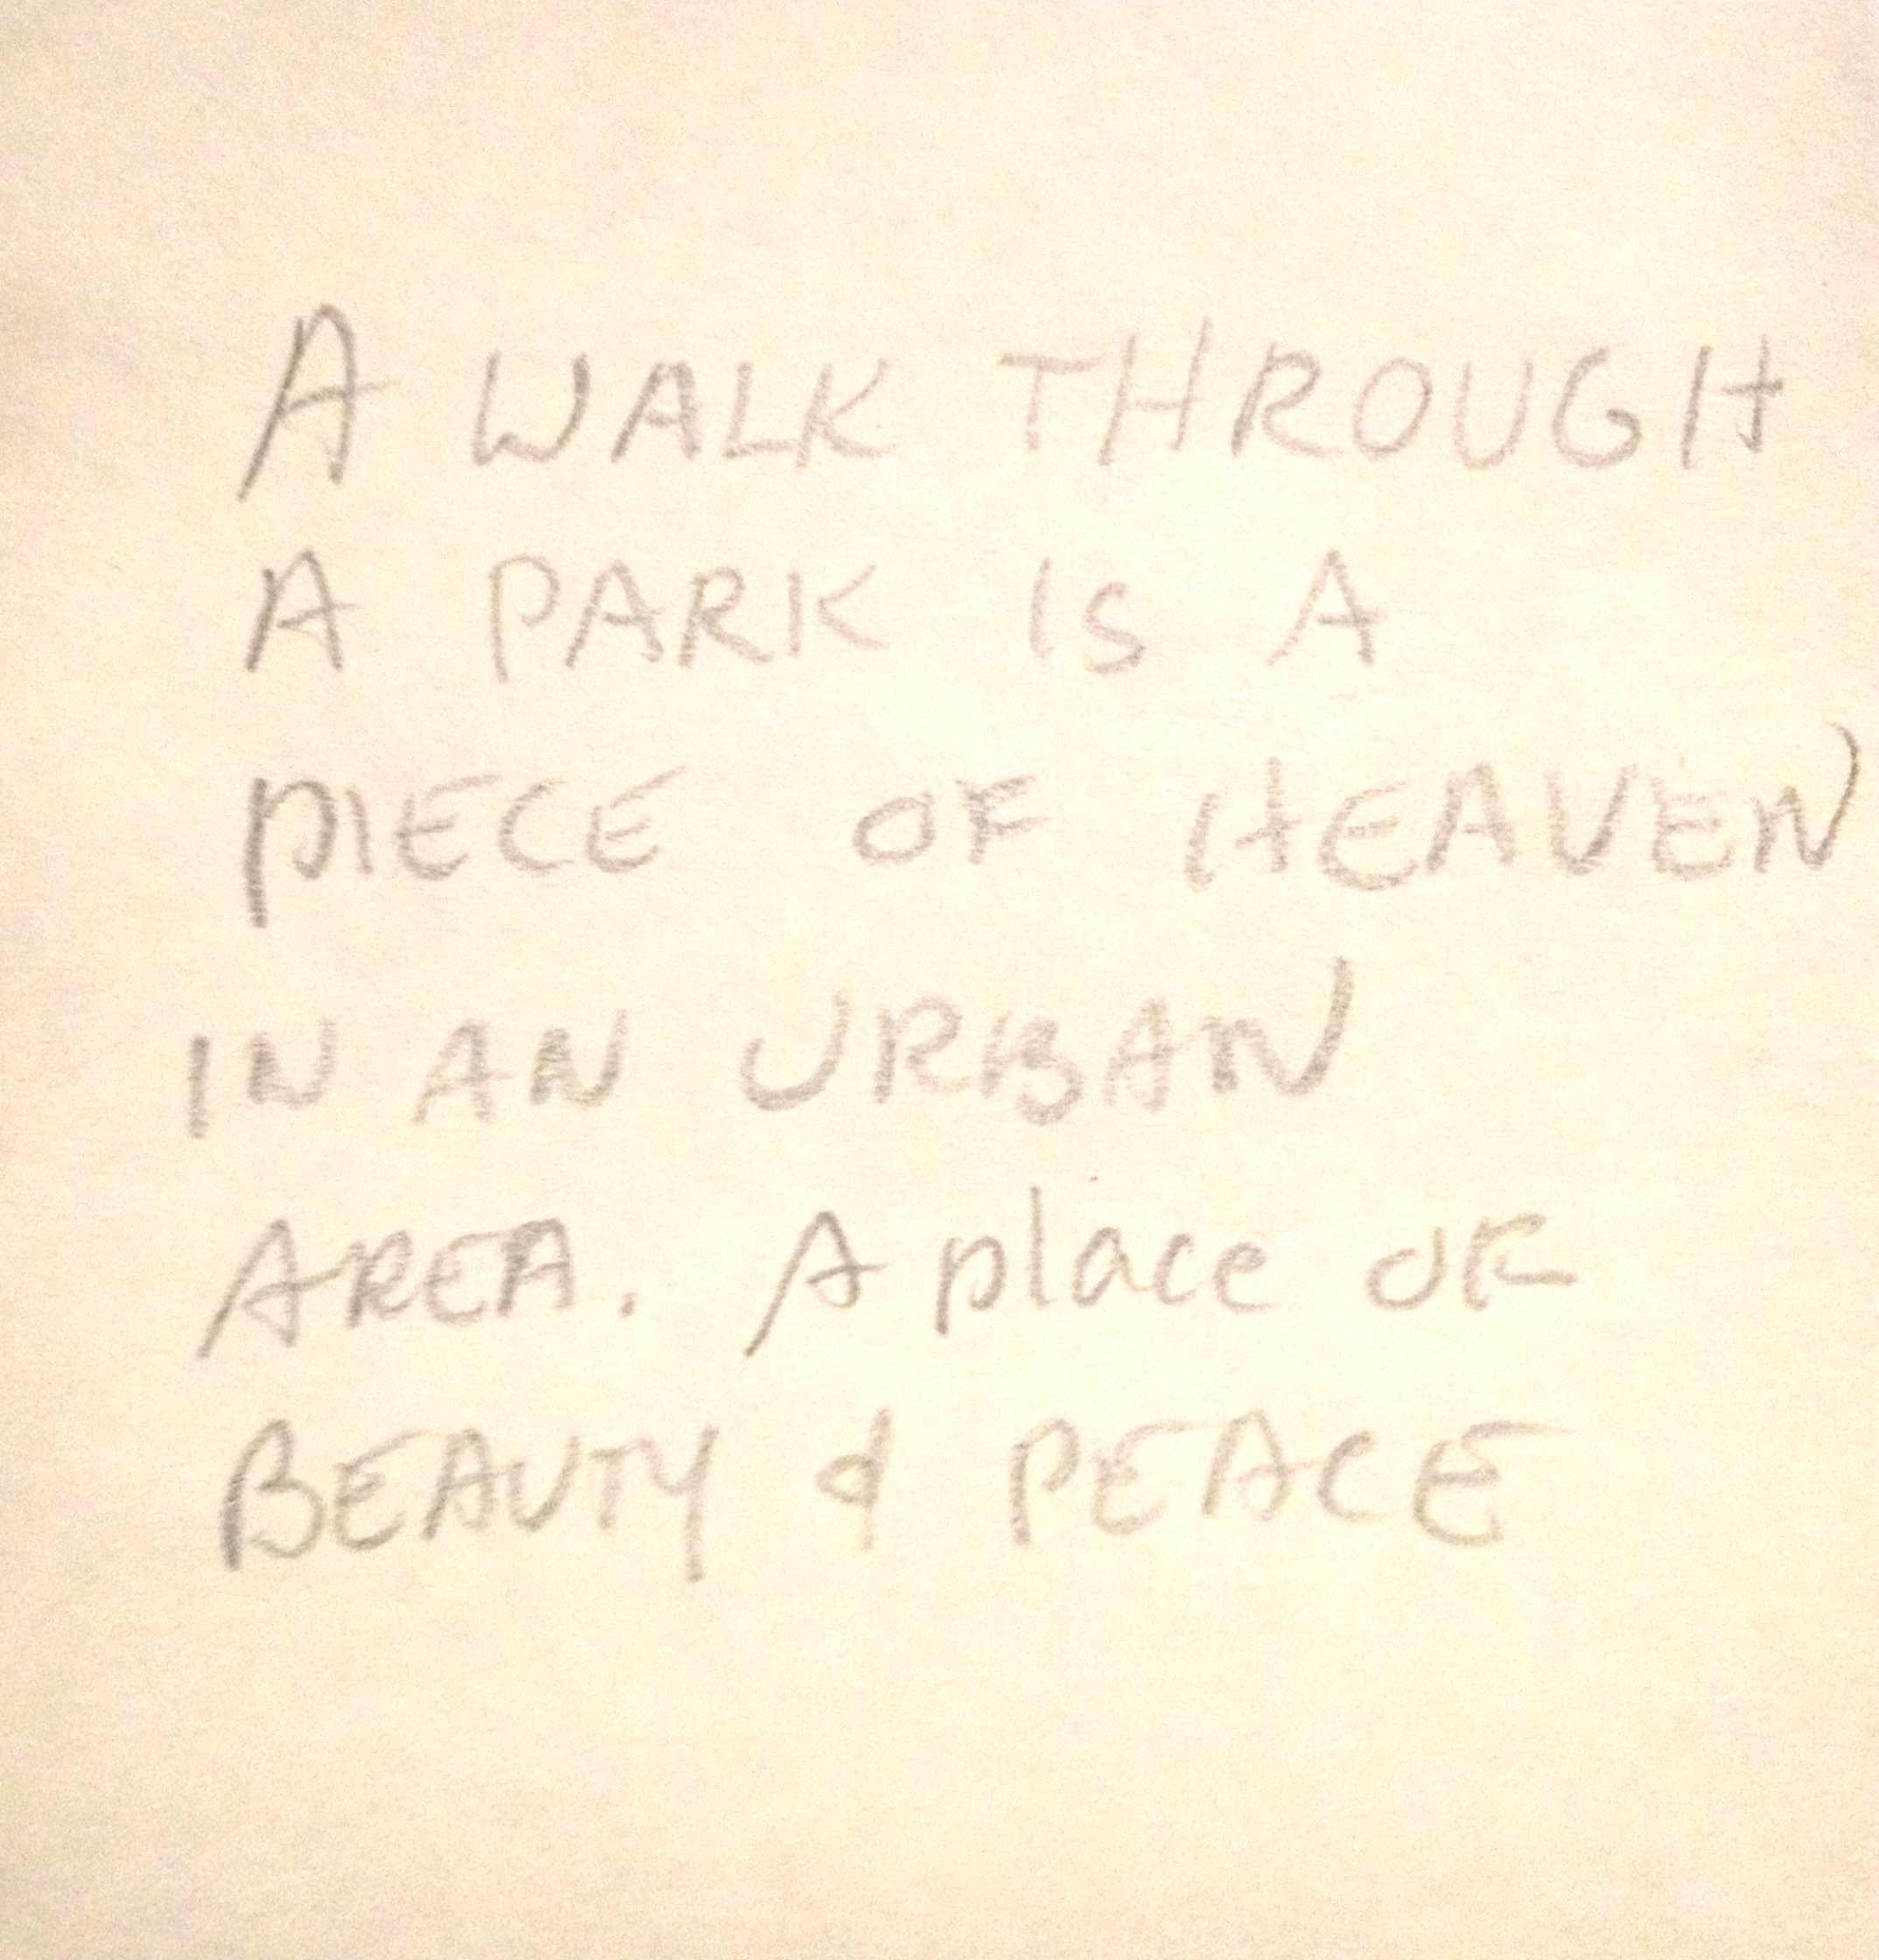 A WALK THROUGH
A PARK IS A
PIECE OF HEAVEN
IN AN URBAN
AREA. A place OF
BEAUTY & PEACE